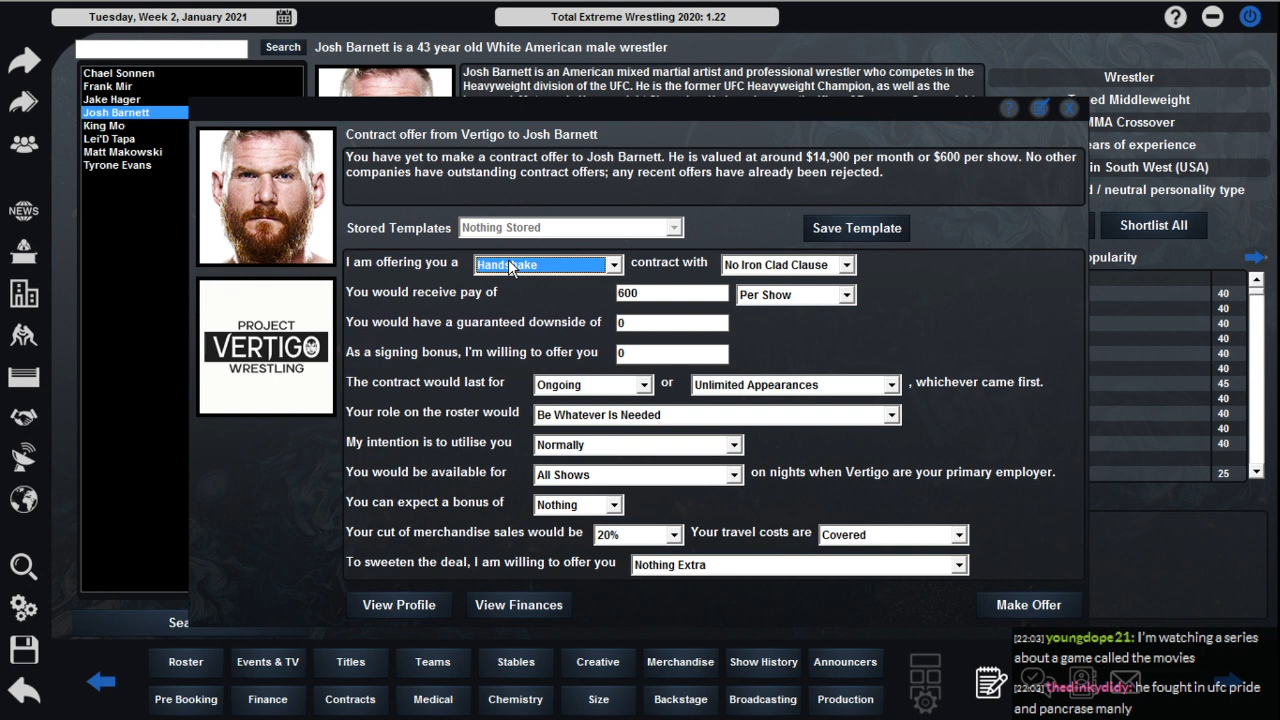 Tuesday, Week 2, January 2021
Total Extreme Wrestling 2020: 1.22
Search
Josh Barnett is a 43 year old White American male wrestler
Chael Sonnen
Frank Mir
Jake Hager
Josh Barnett
King Mo
Lei'D Tapa
Matt Makowski
Tyrone Evans
Josh Barnett is an American mixed martial artist and professional wrestler who competes in the
Heavyweight division of the UFC. He is the former UFC Heavyweight Champion, as well as the
Wrestler
Middleweight
MMA Crossover
ears of experience
in South West (USA)
d / neutral personality type
Shortlist All
opularity
40
40
40
40
40
45
40
40
40
25
Contract offer from Vertigo to Josh Barnett
You have yet to make a contract offer to Josh Barnett. He is valued at around $14,900 per month or $600 per show. No other
companies have outstanding contract offers; any recent offers have already been rejected.
Stored Templates Nothing Stored Save Template
I am offering you a Handshake contract with No Iron Clad Clause
You would receive pay of 600 Per Show
You would have a guaranteed downside of 0
As a signing bonus, I'm willing to offer you 0
The contract would last for Ongoing or Unlimited Appearances , whichever came first.
Your role on the roster would Be Whatever Is Needed
My intention is to utilise you Normally
You would be available for All Shows on nights when Vertigo are your primary employer.
You can expect a bonus of Nothing
Your cut of merchandise sales would be 20% Your travel costs are Covered
To sweeten the deal, I am willing to offer you Nothing Extra
View Profile View Finances Make Offer
PROJECT
VERTIGO
WRESTLING
NEWS
Sea
Roster Events & TV Titles Teams Stables Creative Merchandise Show History Announcers
Pre Booking Finance Contracts Medical Chemistry Size Backstage Broadcasting Production
[22:03] youngdope21: I'm watching a series
about a game called the movies
[22:03] thedinkydidy: he fought in ufc pride
and pancrase manly